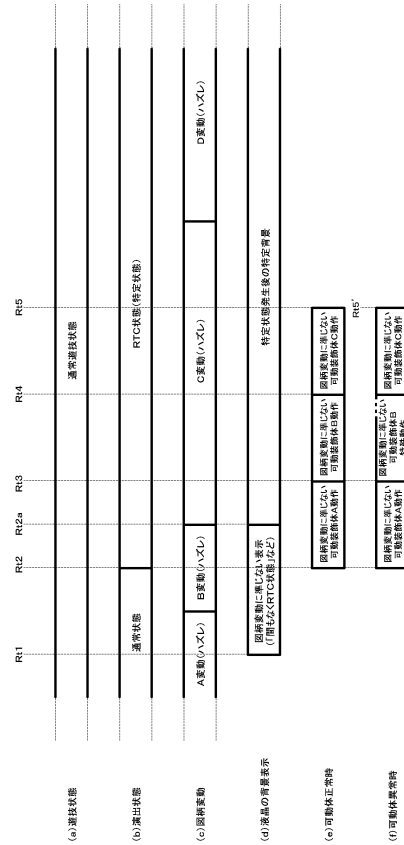 Rt1
Rt2
Rt2a
Rt3
Rt4
Rt5
(a)遊技状態
通常遊技状態
(b)演出状態
通常状態
RTC状態(特定状態)
(c)図柄変動
A変動(ハズレ)
B変動(ハズレ)
C変動(ハズレ)
D変動(ハズレ)
(d)液晶の背景表示
図柄変動に準じない表示
(「間もなくRTC状態」など)
特定状態発生後の特定背景
(e)可動体正常時
図柄変動に準じない
可動装飾体A動作
図柄変動に準じない
可動装飾体B動作
図柄変動に準じない
可動装飾体C動作
Rt5'
(f)可動体異常時
図柄変動に準じない
可動装飾体A動作
図柄変動に準じない
可動装飾体B
図柄変動に準じない
可動装飾体C動作